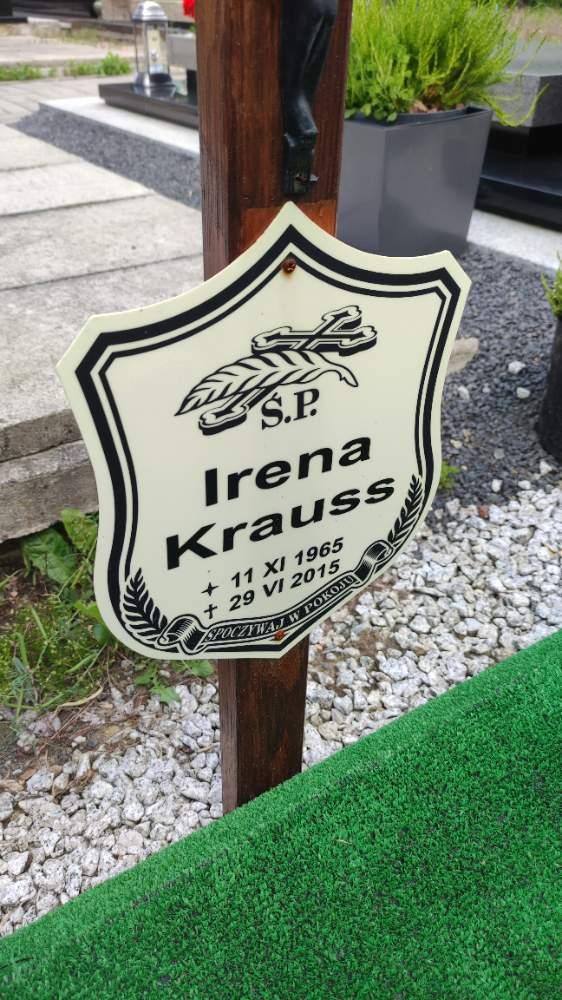 Ś.P.
Irena
Krauss
11 XI 1965
† 29 VI 2015
SPOCZYWAJ W POKOJU